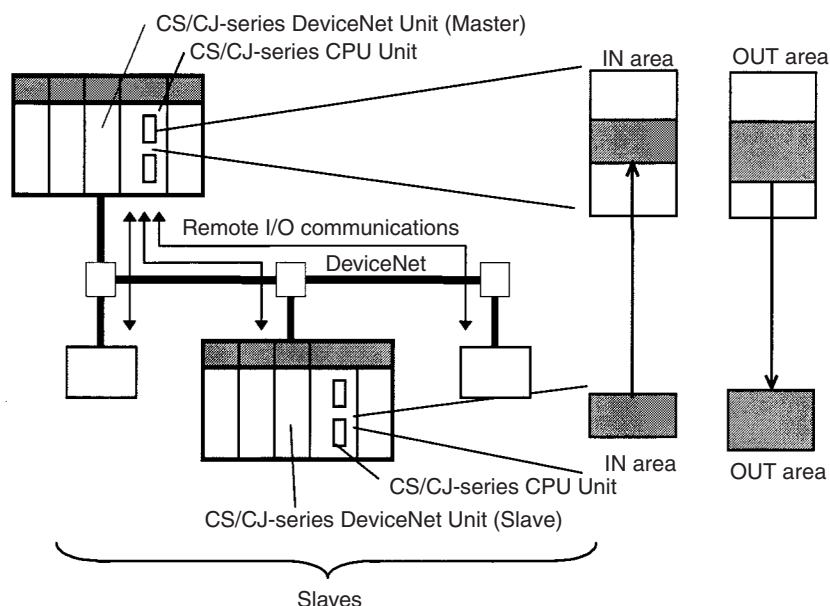 CS/CJ-series DeviceNet Unit (Master)
CS/CJ-series CPU Unit
IN area
OUT area
Remote I/O communications
DeviceNet
IN area
OUT area
CS/CJ-series CPU Unit
CS/CJ-series DeviceNet Unit (Slave)
Slaves